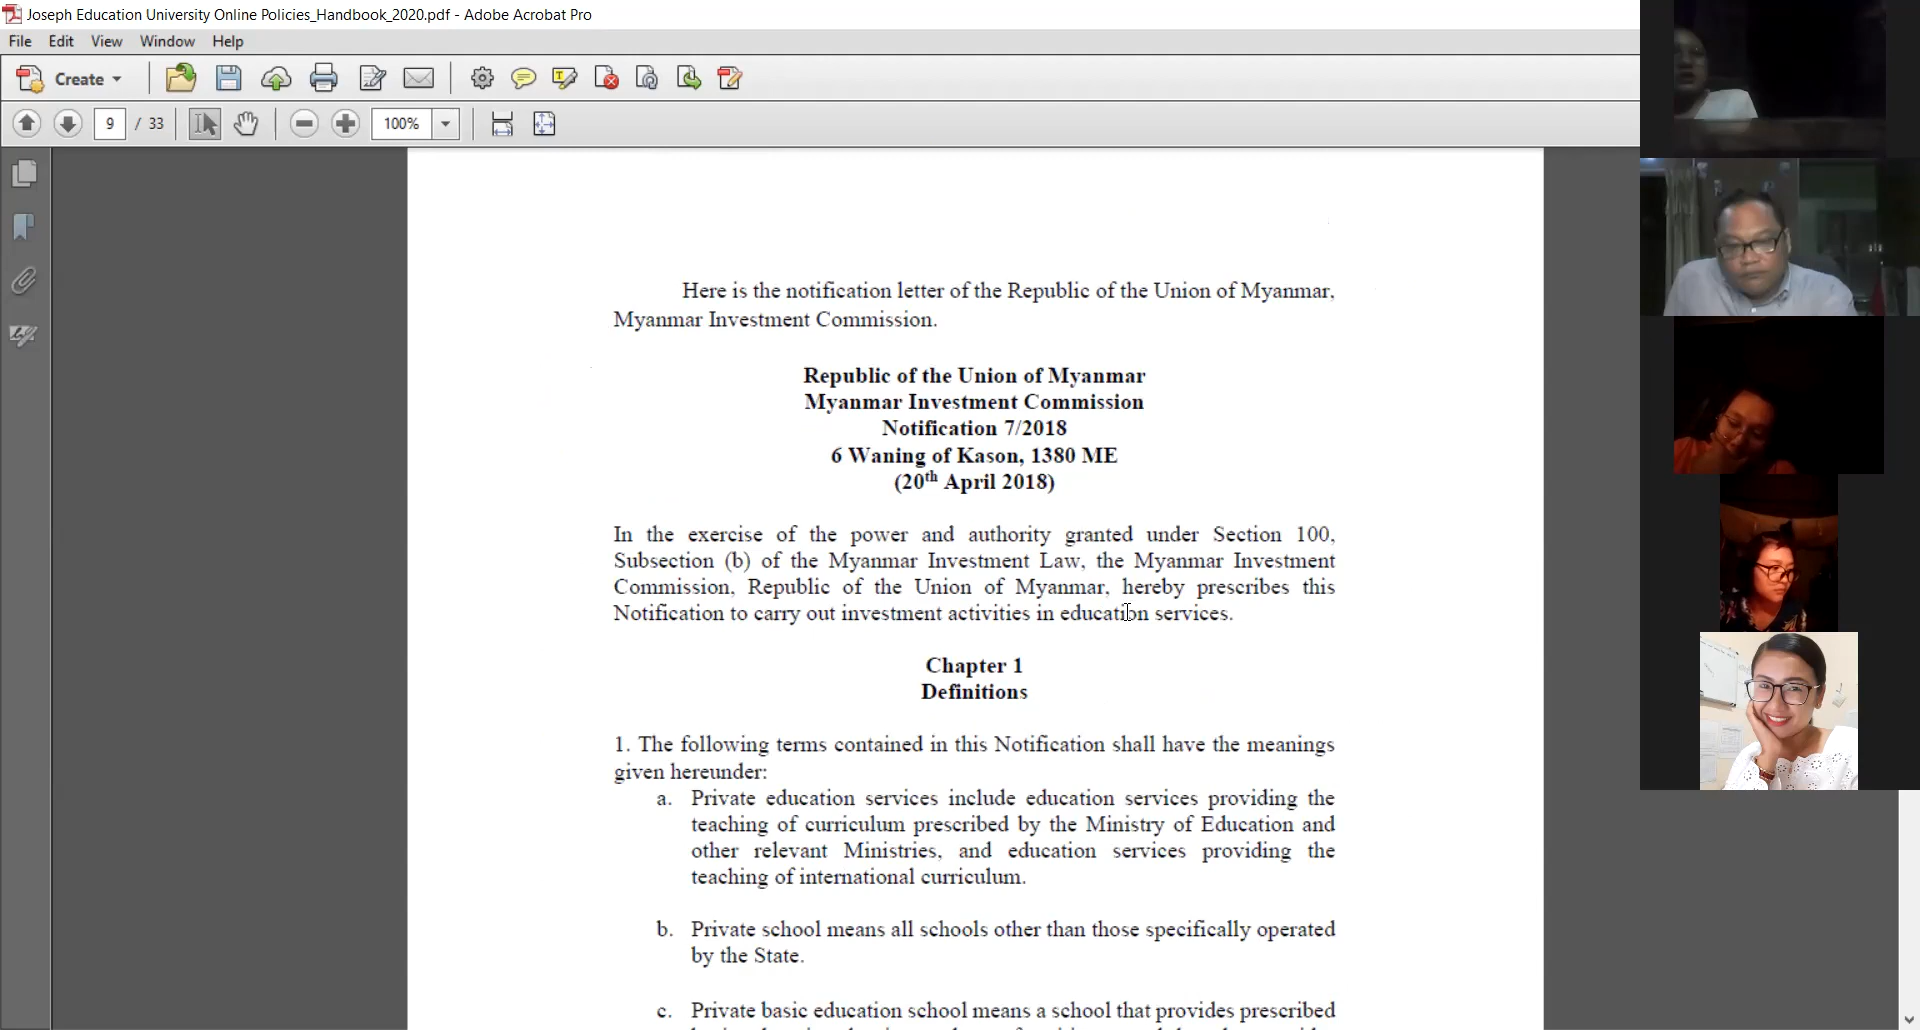 Joseph Education University Online Policies_Handbook_2020.pdf - Adobe Acrobat Pro
File Edit View Window Help
Create
9 / 33 100%
Here is the notification letter of the Republic of the Union of Myanmar,
Myanmar Investment Commission.
Republic of the Union of Myanmar
Myanmar Investment Commission
Notification 7/2018
6 Waning of Kason, 1380 ME
(20th April 2018)
In the exercise of the power and authority granted under Section 100,
Subsection (b) of the Myanmar Investment Law, the Myanmar Investment
Commission, Republic of the Union of Myanmar, hereby prescribes this
Notification to carry out investment activities in education services.
Chapter 1
Definitions
1. The following terms contained in this Notification shall have the meanings
given hereunder:
a. Private education services include education services providing the
teaching of curriculum prescribed by the Ministry of Education and
other relevant Ministries, and education services providing the
teaching of international curriculum.
b. Private school means all schools other than those specifically operated
by the State.
c. Private basic education school means a school that provides prescribed